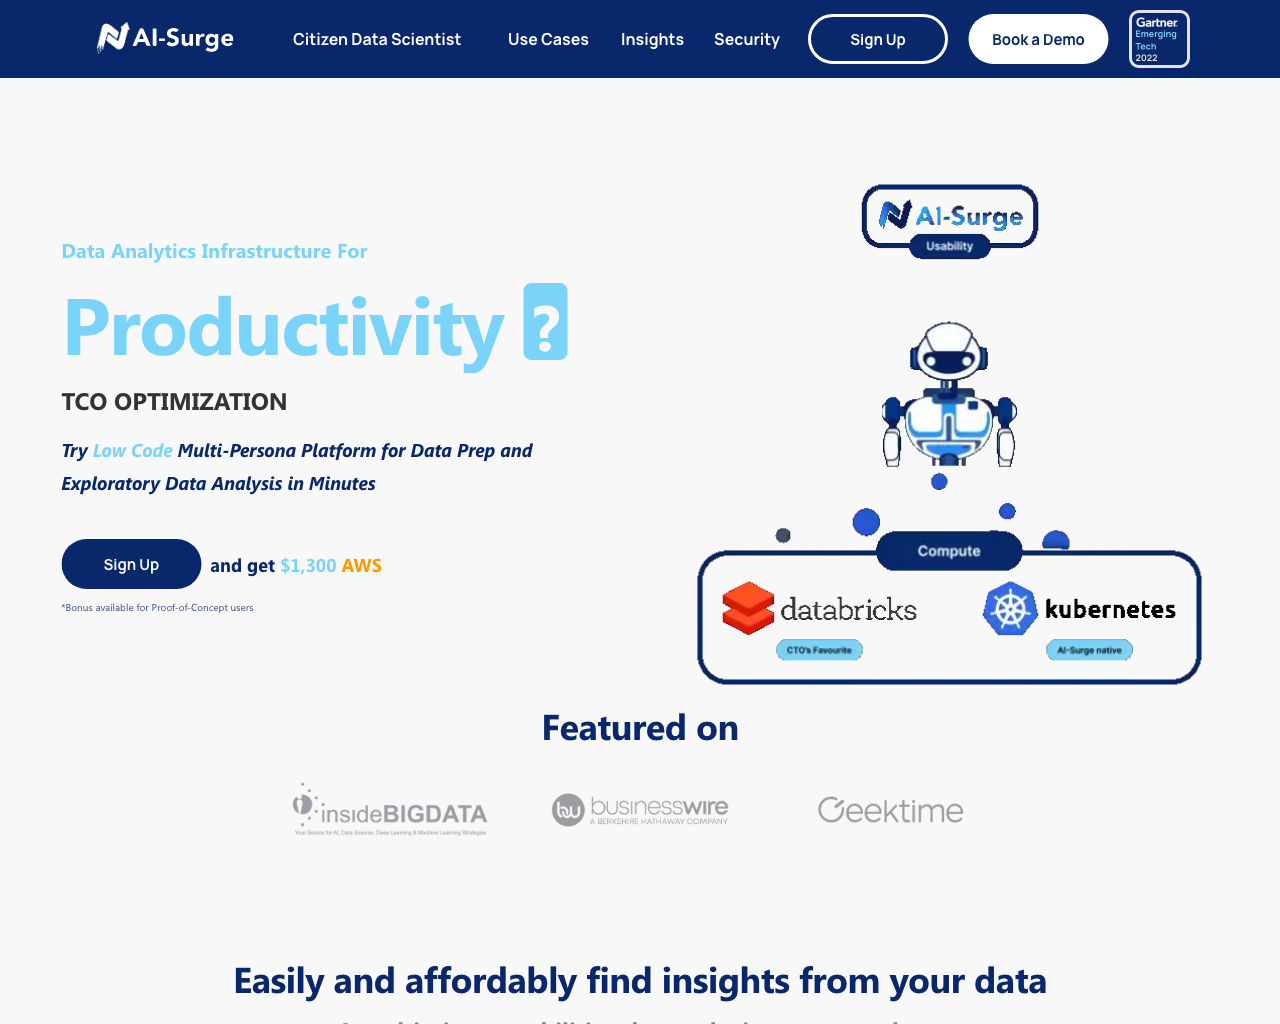 AI-Surge
Citizen Data Scientist
Use Cases
Insights
Security
Sign Up
Book a Demo
Gartner
Emerging
Tech
2022
Data Analytics Infrastructure For
Productivity ?
TCO OPTIMIZATION
Try Low Code Multi-Persona Platform for Data Prep and
Exploratory Data Analysis in Minutes
Sign Up
and get $1,300 AWS
*Bonus available for Proof-of-Concept users
AI-Surge
Usability
Compute
databricks
CTO's Favourite
kubernetes
AI-Surge native
Featured on
insideBIGDATA
Your Source for AI, Data Science, Deep Learning & Machine Learning Strategies
bw businesswire
A BERKSHIRE HATHAWAY COMPANY
Geektime
Easily and affordably find insights from your data